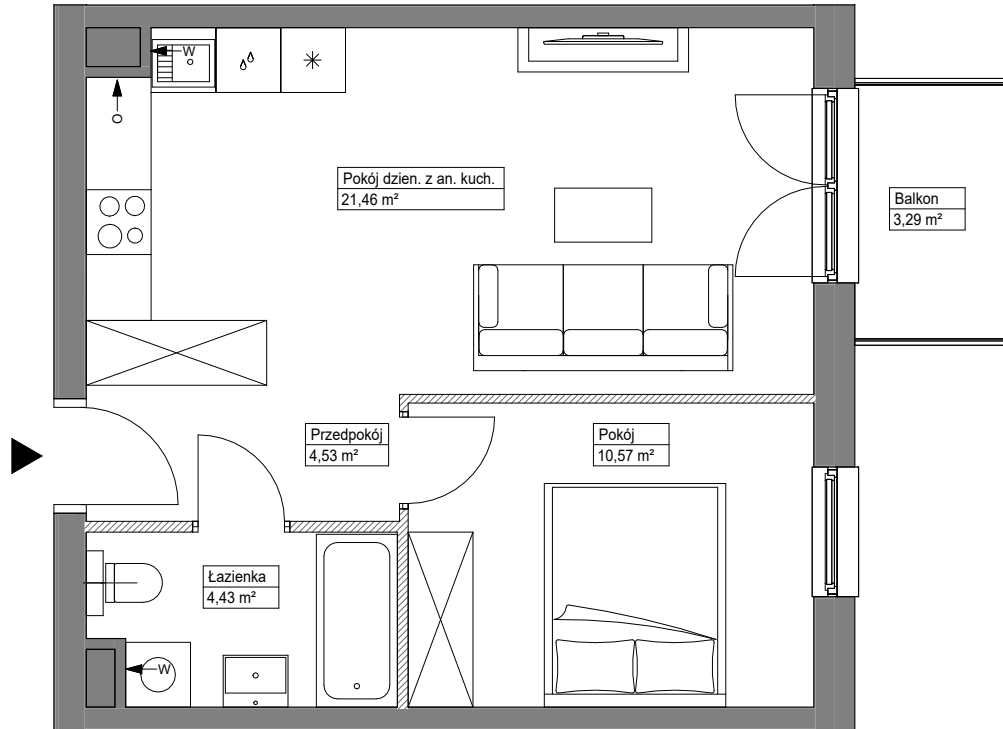 W
O
Pokój dzien. z an. kuch.
21,46 m²
Balkon
3,29 m²
Przedpokój
4,53 m²
Pokój
10,57 m²
Łazienka
4,43 m²
W